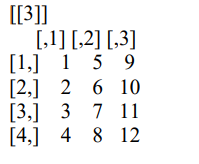 [[3]]
[,1] [,2] [,3]
[1,] 1 5 9
[2,] 2 6 10
[3,] 3 7 11
[4,] 4 8 12